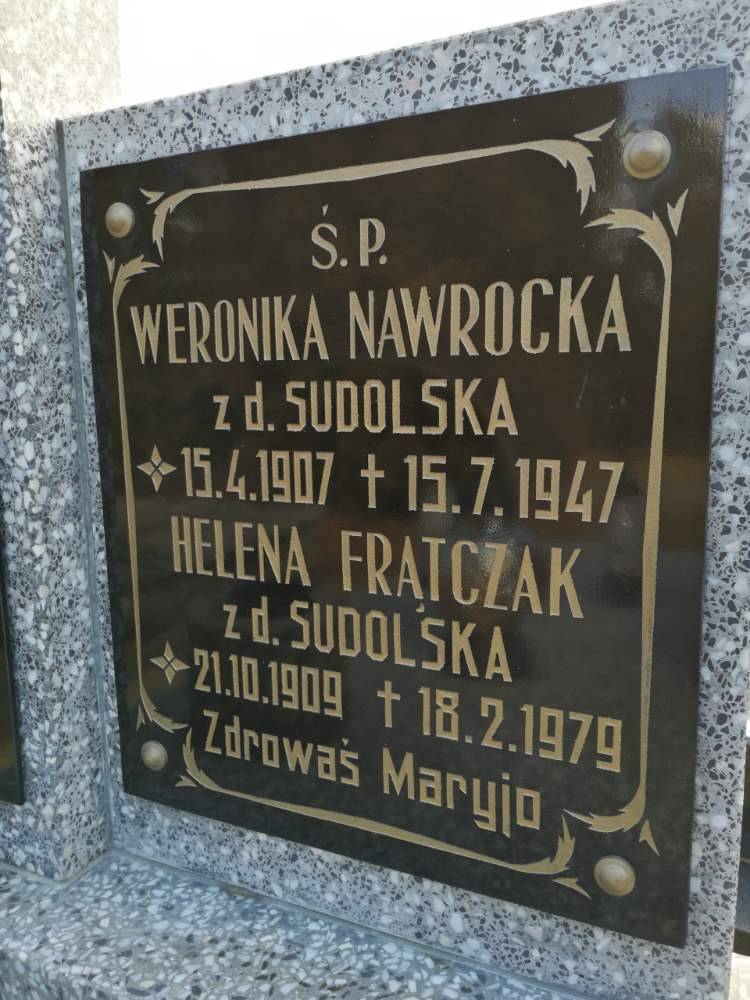 Ś.P.
WERONIKA NAWROCKA
z d. SUDOLSKA
15.4.1907 † 15.7.1947
HELENA FRĄTCZAK
z d. SUDOLSKA
21.10.1909 † 18.2.1979
Zdrowaś Maryjo